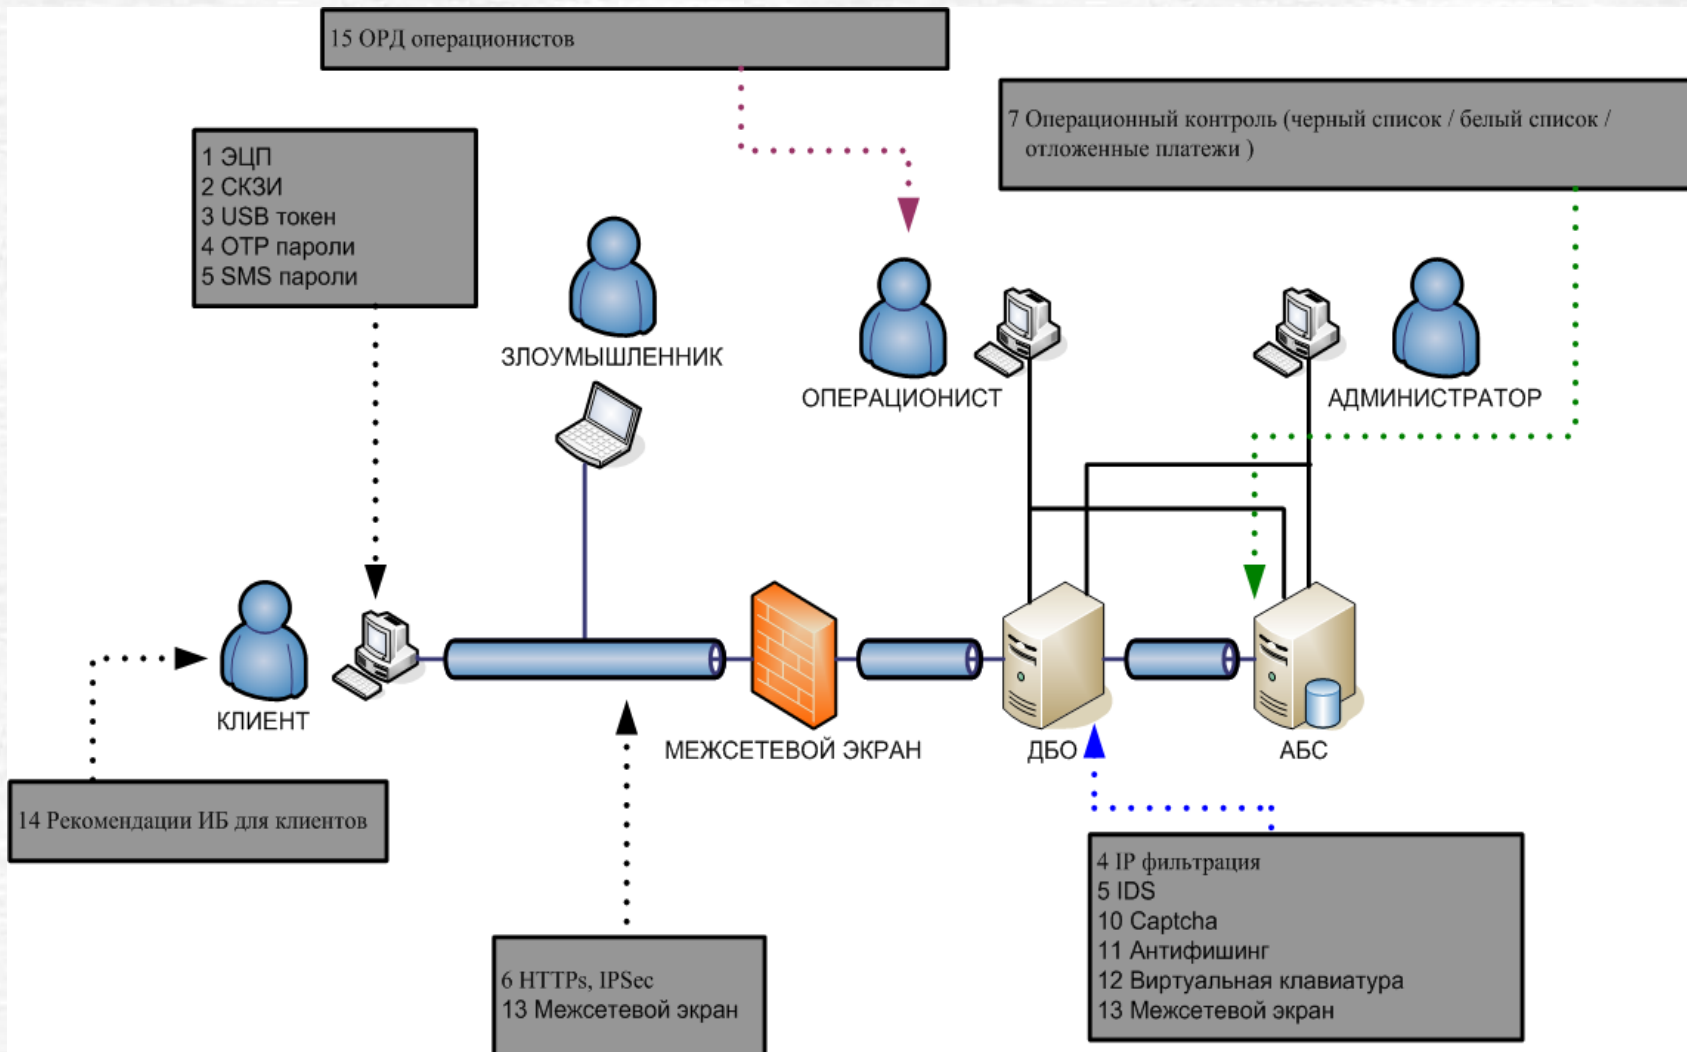 15 ОРД операционистов
7 Операционный контроль (черный список / белый список /
отложенные платежи )
1 ЭЦП
2 СКЗИ
3 USB токен
4 OTP пароли
5 SMS пароли
ЗЛОУМЫШЛЕННИК
ОПЕРАЦИОНИСТ
АДМИНИСТРАТОР
КЛИЕНТ
МЕЖСЕТЕВОЙ ЭКРАН
ДБО
АБС
14 Рекомендации ИБ для клиентов
4 IP фильтрация
5 IDS
10 Captcha
11 Антифишинг
12 Виртуальная клавиатура
13 Межсетевой экран
6 HTTPs, IPSec
13 Межсетевой экран